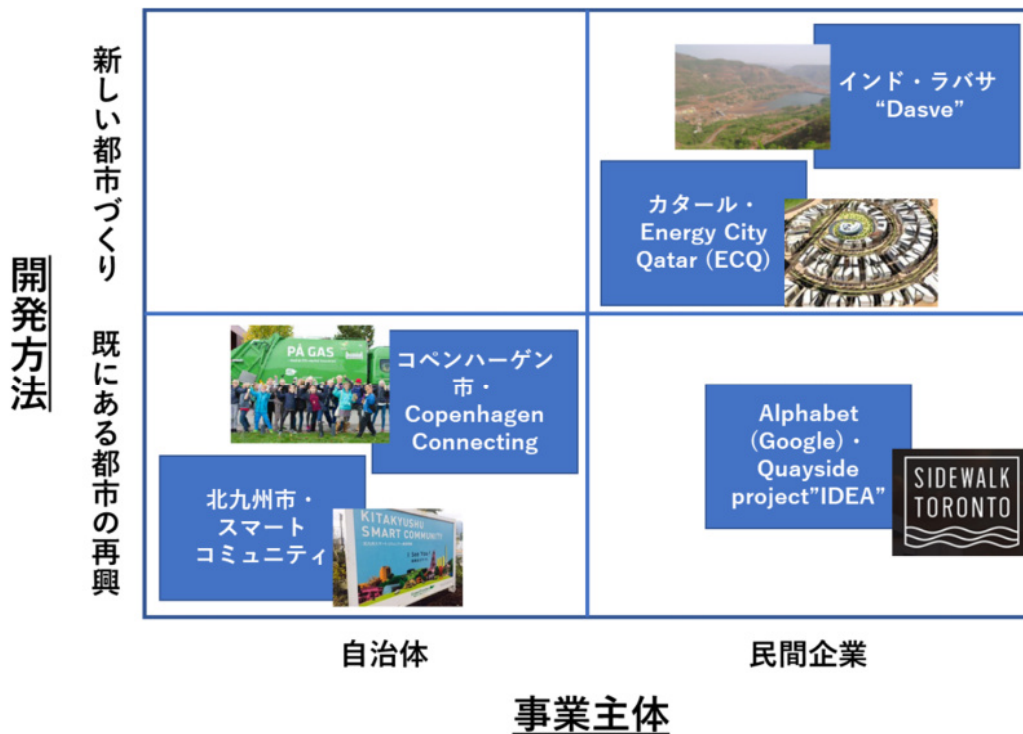 開発方法
新しい都市づくり
既にある都市の再興
インド・ラバサ
“Dasve”
カタール・
Energy City
Qatar (ECQ)
PÅ GAS
コペンハーゲン
市・
Copenhagen
Connecting
北九州市・
スマート
コミュニティ
KITAKYUSHU
SMART COMMUNITY
Alphabet
(Google)・
Quayside
project”IDEA”
SIDEWALK
TORONTO
自治体
民間企業
事業主体